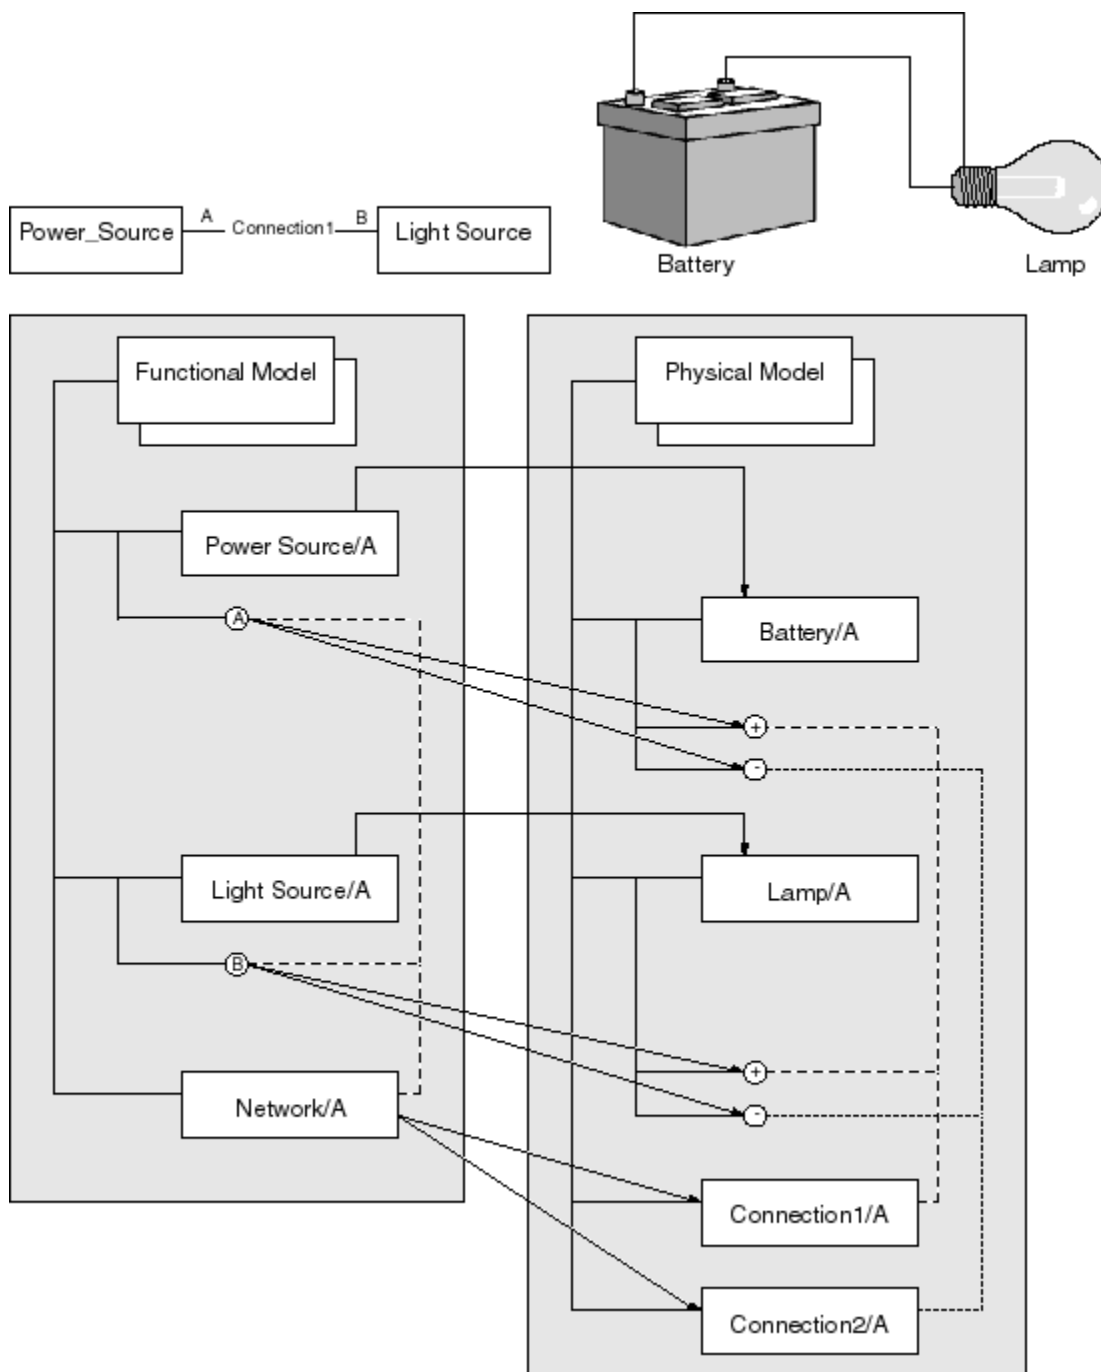 Power_Source
A
Connection1
B
Light Source
Battery
Lamp
Functional Model
Physical Model
Power Source/A
A
Battery/A
+
-
Light Source/A
Lamp/A
B
+
-
Network/A
Connection1/A
Connection2/A